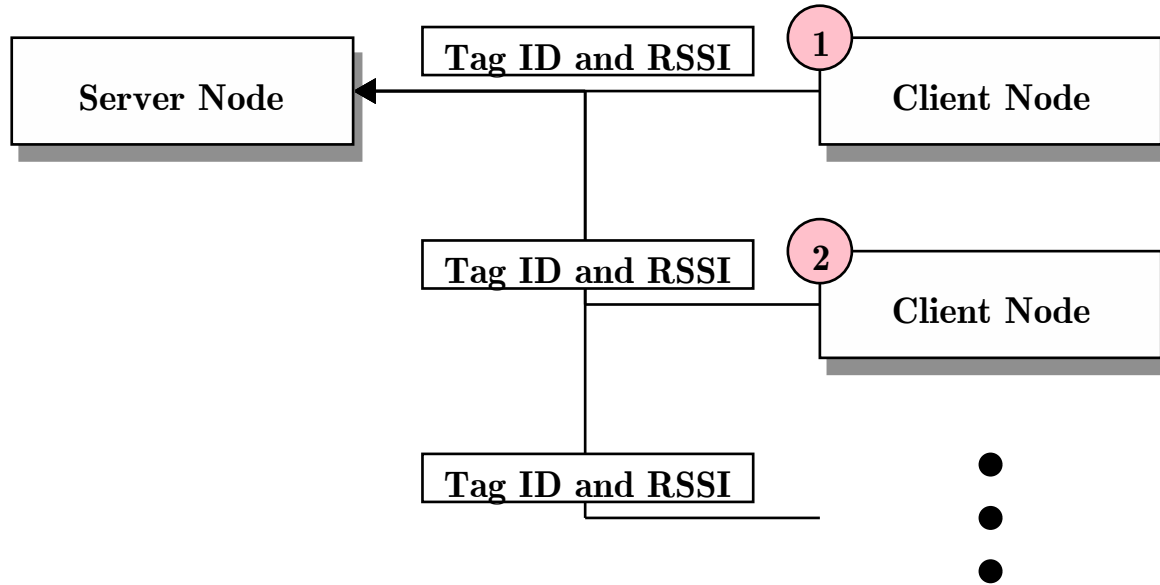 Server Node
Tag ID and RSSI
1
Client Node
Tag ID and RSSI
2
Client Node
Tag ID and RSSI